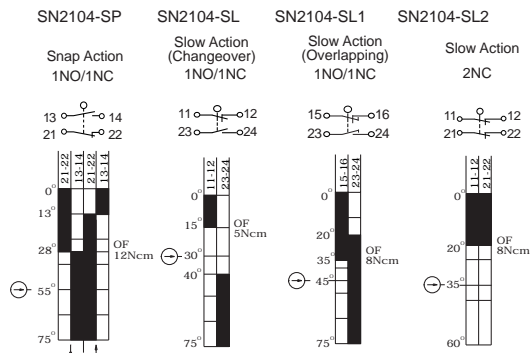 SN2104-SP SN2104-SL SN2104-SL1 SN2104-SL2
Snap Action
1NO/1NC
Slow Action
(Changeover)
1NO/1NC
Slow Action
(Overlapping)
1NO/1NC
Slow Action
2NC
13 14
21 22
11 12
23 24
15 16
23 24
11 12
21 22
21-22
13-14
21-22
13-14
0°
13°
28°
55°
75°
OF
12Ncm
11-12
23-24
0°
15°
30°
40°
75°
OF
5Ncm
15-16
23-24
0°
20°
35°
45°
75°
OF
8Ncm
11-12
21-22
0°
20°
35°
60°
OF
8Ncm